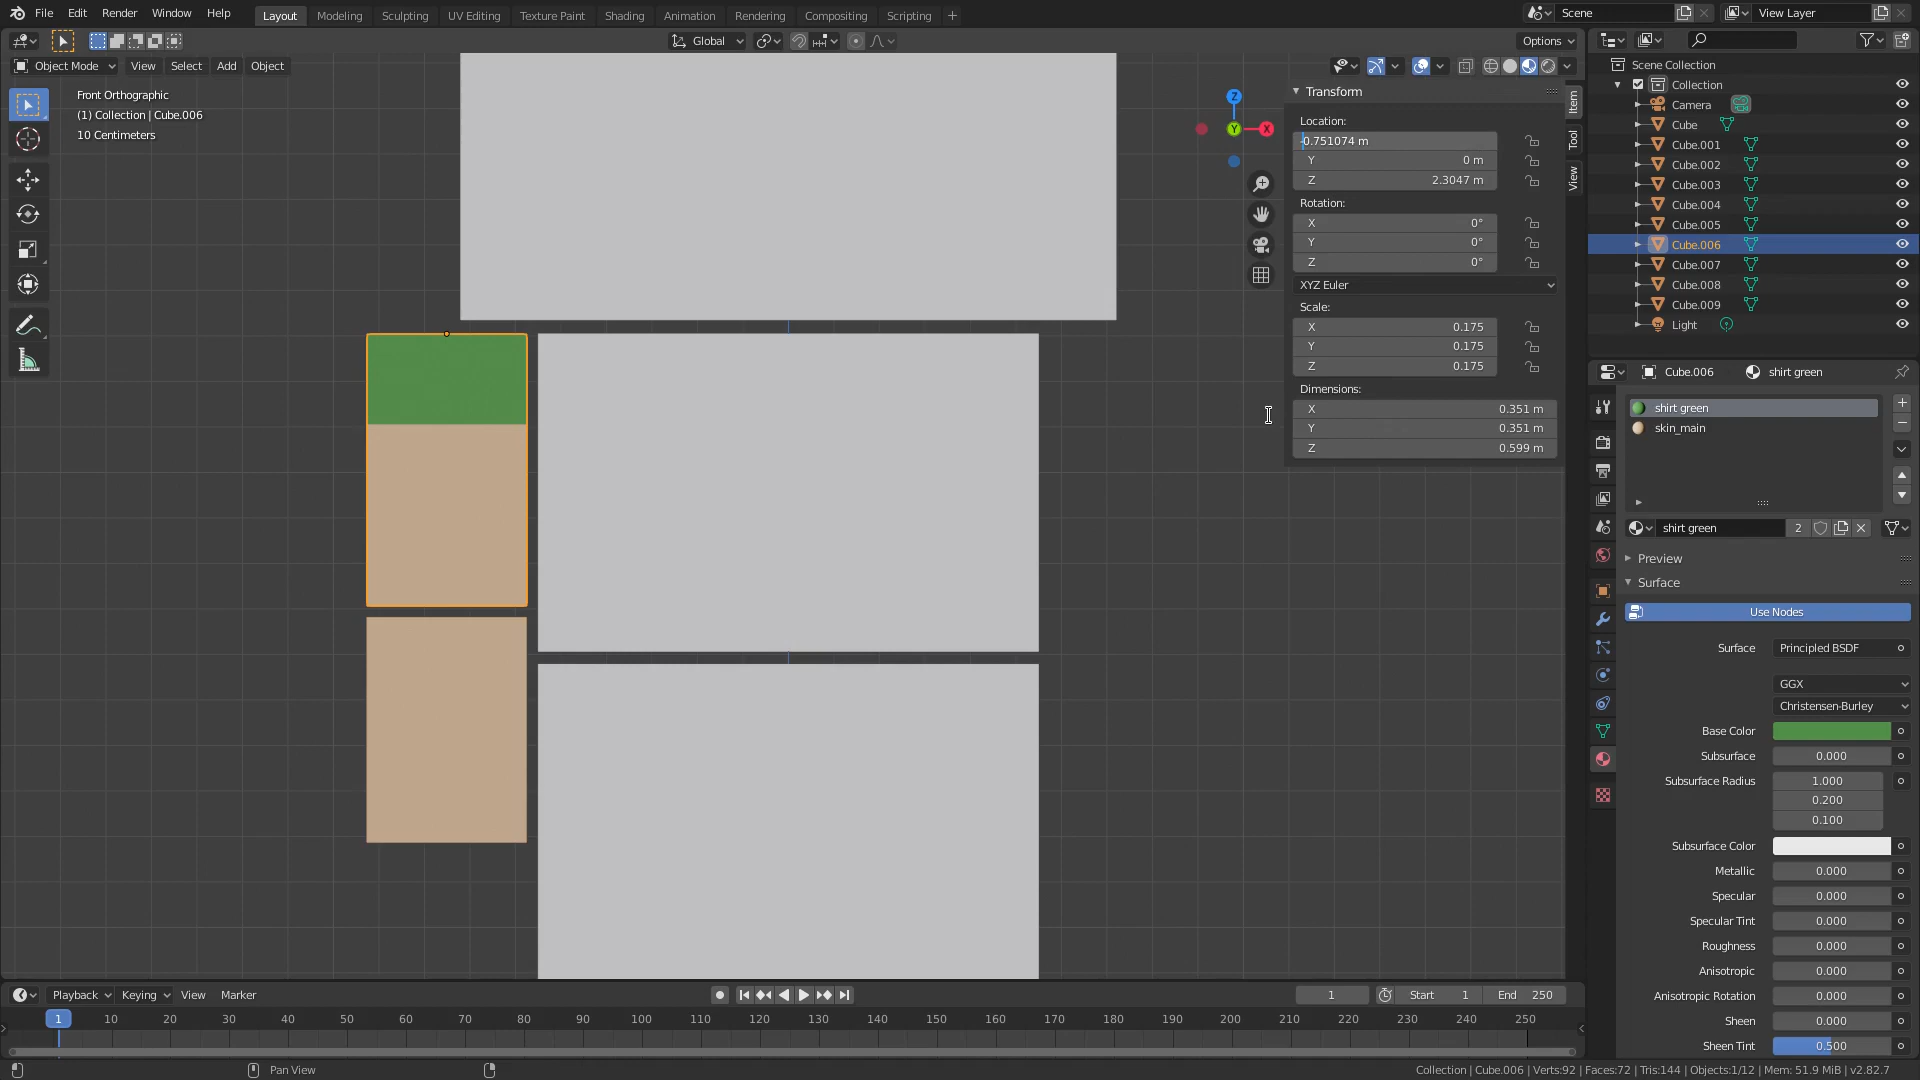 File Edit Render Window Help Layout Modeling Sculpting UV Editing Texture Paint Shading Animation Rendering Compositing Scripting + Scene View Layer
Global Options
Object Mode View Select Add Object
Front Orthographic
(1) Collection | Cube.006
10 Centimeters
Z
Y
X
Transform
Location:
-0.751074 m
Y 0 m
Z 2.3047 m
Rotation:
X 0°
Y 0°
Z 0°
XYZ Euler
Scale:
X 0.175
Y 0.175
Z 0.175
Dimensions:
X 0.351 m
Y 0.351 m
Z 0.599 m
Item
Tool
View
Scene Collection
Collection
Camera
Cube
Cube.001
Cube.002
Cube.003
Cube.004
Cube.005
Cube.006
Cube.007
Cube.008
Cube.009
Light
Cube.006 shirt green
shirt green
skin_main
shirt green 2
Preview
Surface
Use Nodes
Surface Principled BSDF
GGX
Christensen-Burley
Base Color
Subsurface 0.000
Subsurface Radius 1.000
0.200
0.100
Subsurface Color
Metallic 0.000
Specular 0.000
Specular Tint 0.000
Roughness 0.000
Anisotropic 0.000
Anisotropic Rotation 0.000
Sheen 0.000
Sheen Tint 0.500
Playback Keying View Marker 1 Start 1 End 250
1 10 20 30 40 50 60 70 80 90 100 110 120 130 140 150 160 170 180 190 200 210 220 230 240 250
Pan View
Collection | Cube.006 | Verts:92 | Faces:72 | Tris:144 | Objects:1/12 | Mem: 51.9 MiB | v2.82.7